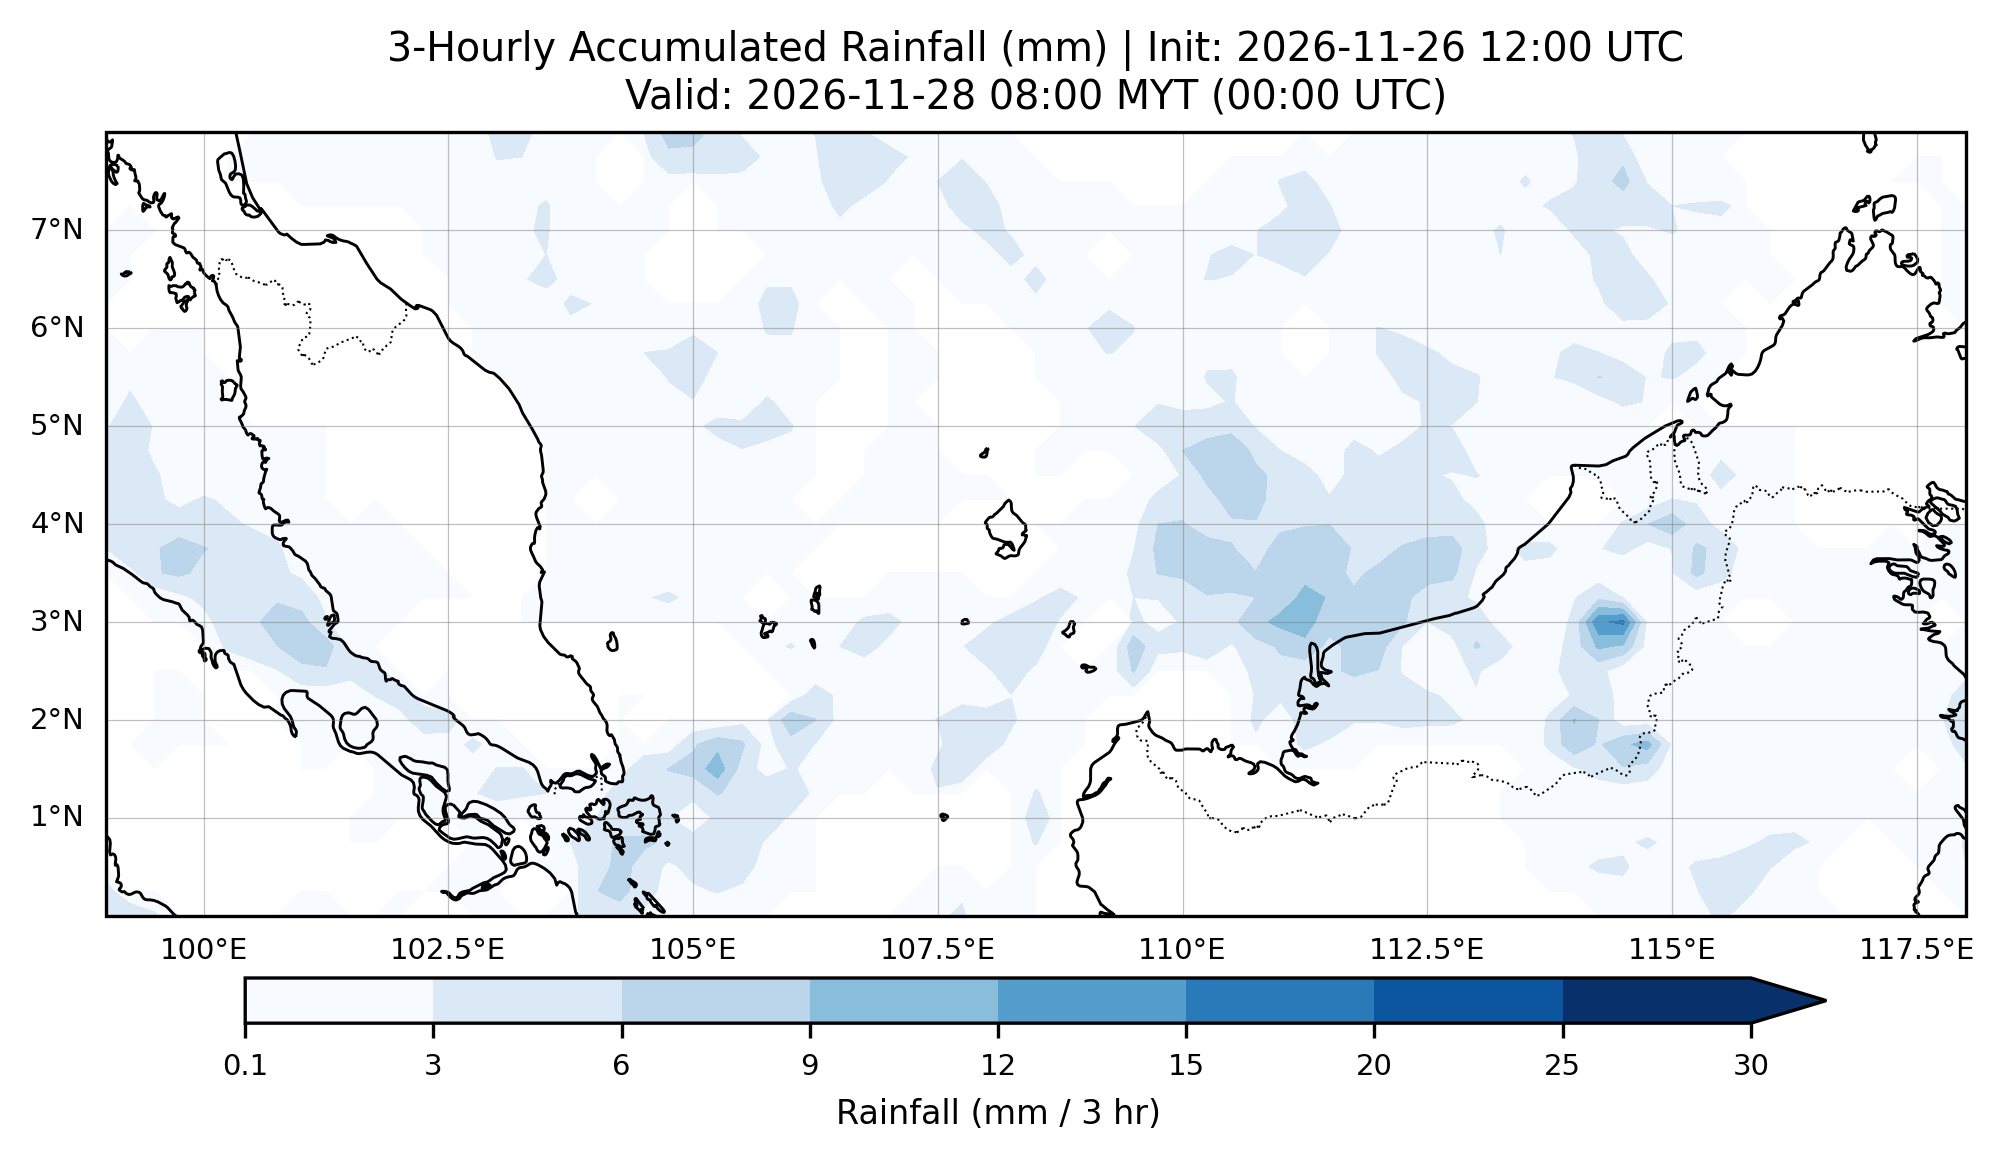 3-Hourly Accumulated Rainfall (mm) | Init: 2026-11-26 12:00 UTC
Valid: 2026-11-28 08:00 MYT (00:00 UTC)
7°N
6°N
5°N
4°N
3°N
2°N
1°N
100°E 102.5°E 105°E 107.5°E 110°E 112.5°E 115°E 117.5°E
0.1 3 6 9 12 15 20 25 30
Rainfall (mm / 3 hr)